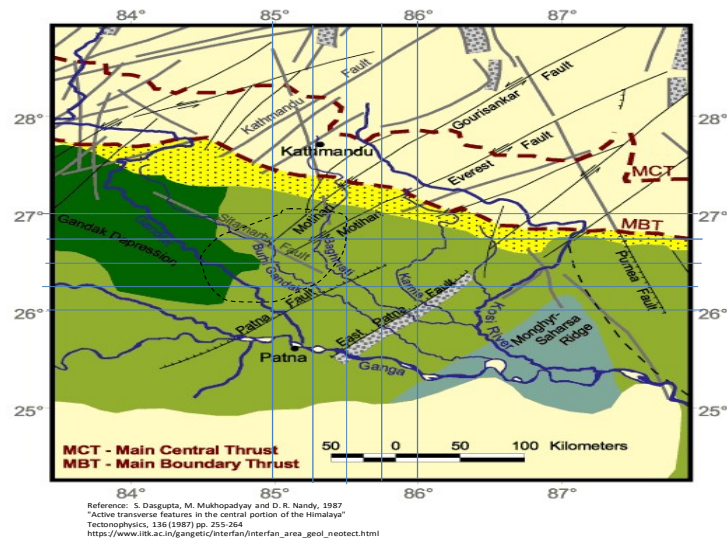 84° 85° 86° 87°
28° 28°
27° 27°
26° 26°
25° 25°
Kathmandu Fault
Gourisankar Fault
Kathmandu
Everest Fault
MCT
MBT
Gandak Depression
Sitamarhi Fault
Motihari
Motihari
Baghmati
Burhi Gandak
Kamla
Kosi River
Purnea Fault
Patna Fault
East Patna Fault
Patna
Ganga
Monghyr-
Saharsa
Ridge
MCT - Main Central Thrust
MBT - Main Boundary Thrust
50 0 50 100 Kilometers
84° 85° 86° 87°
Reference: S. Dasgupta, M. Mukhopadyay and D. R. Nandy, 1987
"Active transverse features in the central portion of the Himalaya"
Tectonophysics, 136 (1987) pp. 255-264
https://www.iitk.ac.in/gangetic/interfan/interfan_area_geol_neotect.html